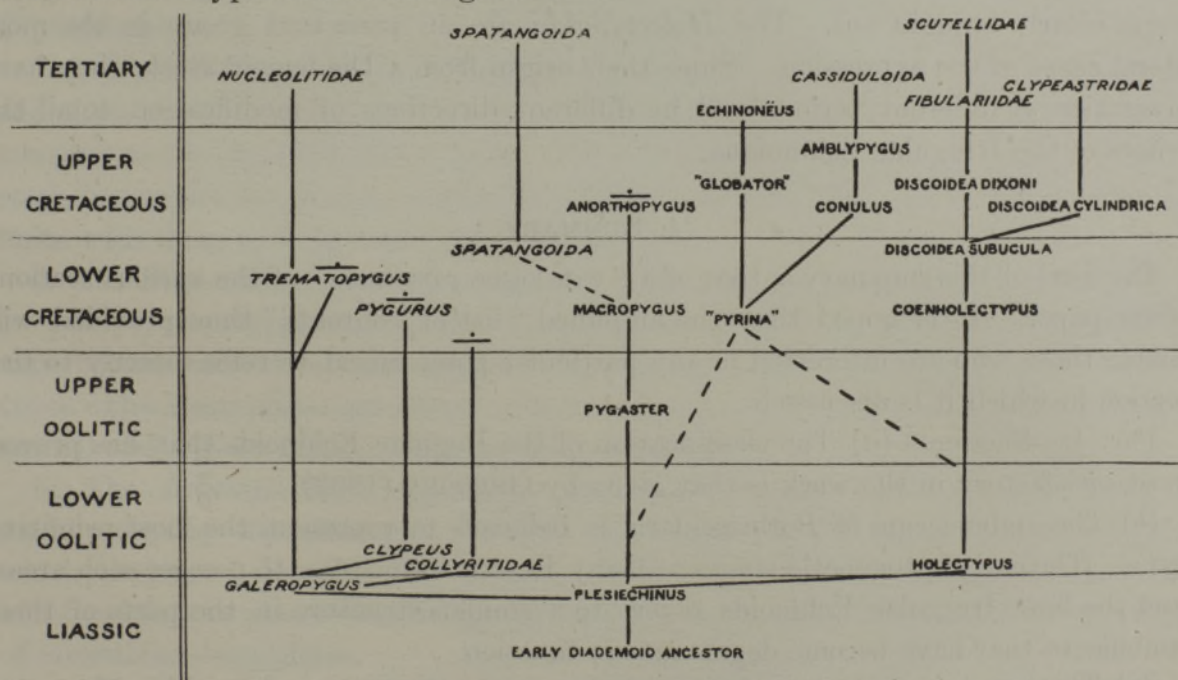 SPATANGOIDA
SCUTELLIDAE
TERTIARY
NUCLEOLITIDAE
CASSIDULOIDA
CLYPEASTRIDAE
FIBULARIIDAE
ECHINONËUS
UPPER
CRETACEOUS
AMBLYPYGUS
"GLOBATOR"
DISCOIDEA DIXONI
ANORTHOPYGUS
CONULUS
DISCOIDEA CYLINDRICA
LOWER
CRETACEOUS
SPATANGOIDA
DISCOIDEA SUBUCULA
TREMATOPYGUS
PYGURUS
MACROPYGUS
"PYRINA"
COENHOLECTYPUS
UPPER
OOLITIC
PYGASTER
LOWER
OOLITIC
CLYPEUS
COLLYRITIDAE
HOLECTYPUS
GALEROPYGUS
PLESIECHINUS
LIASSIC
EARLY DIADEMOID ANCESTOR